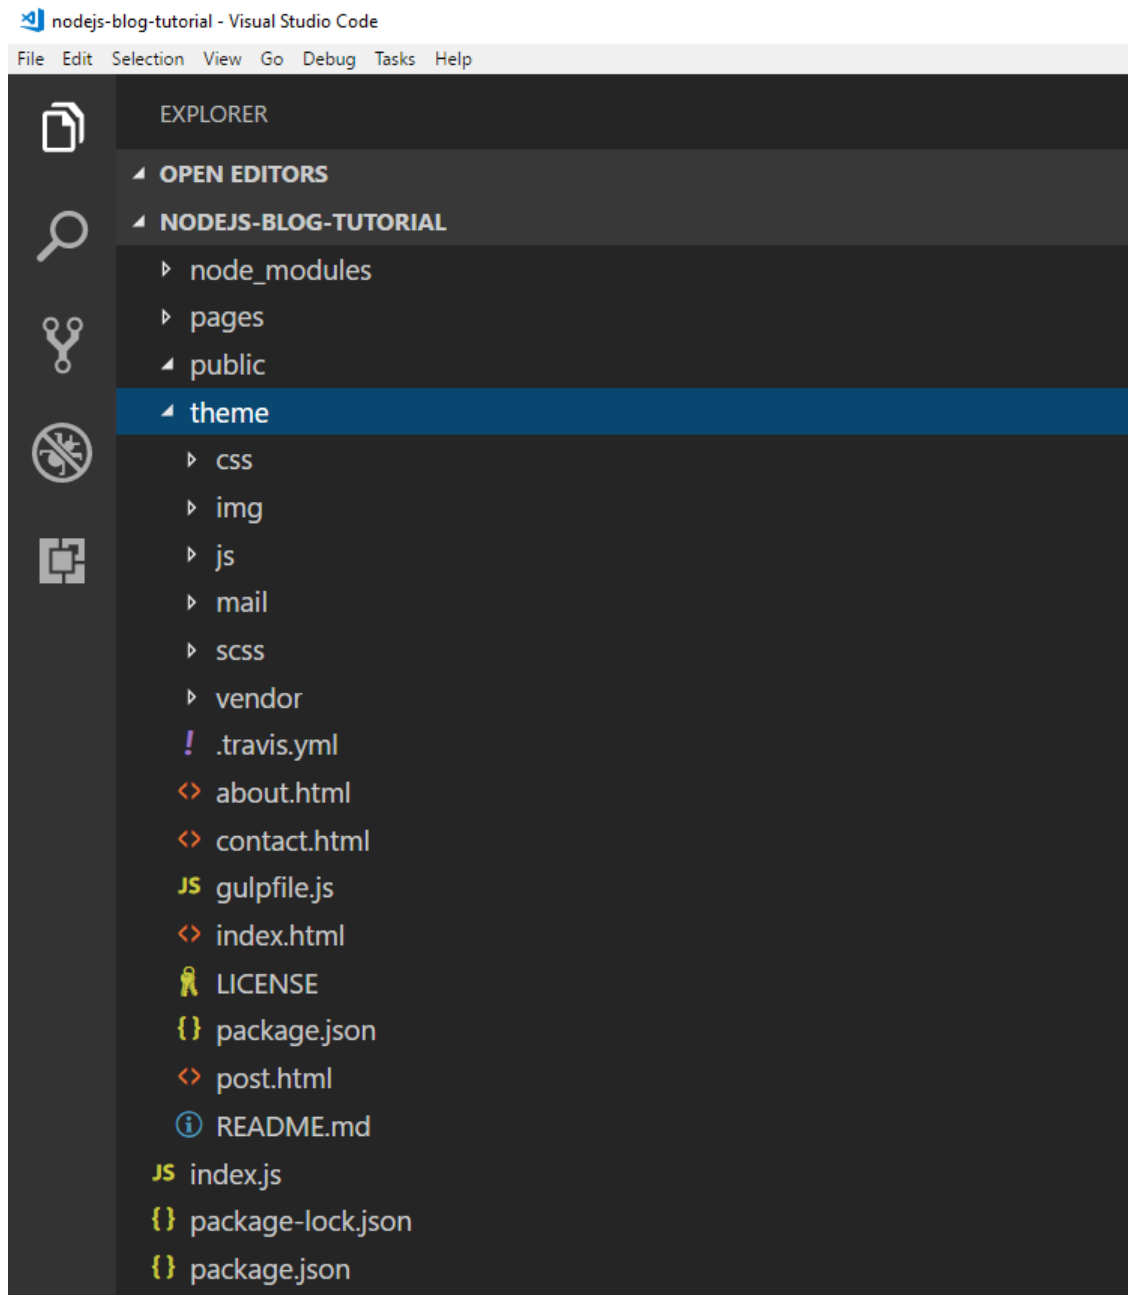 nodejs-blog-tutorial - Visual Studio Code
File Edit Selection View Go Debug Tasks Help
EXPLORER
OPEN EDITORS
NODEJS-BLOG-TUTORIAL
node_modules
pages
public
theme
css
img
js
mail
scss
vendor
! .travis.yml
<> about.html
<> contact.html
JS gulpfile.js
<> index.html
LICENSE
{} package.json
<> post.html
README.md
JS index.js
{} package-lock.json
{} package.json